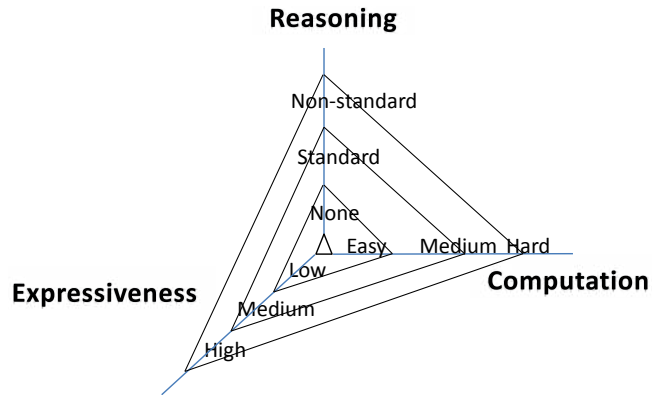 Reasoning
Non-standard
Standard
None
Easy
Medium
Hard
Low
Computation
Expressiveness
Medium
High